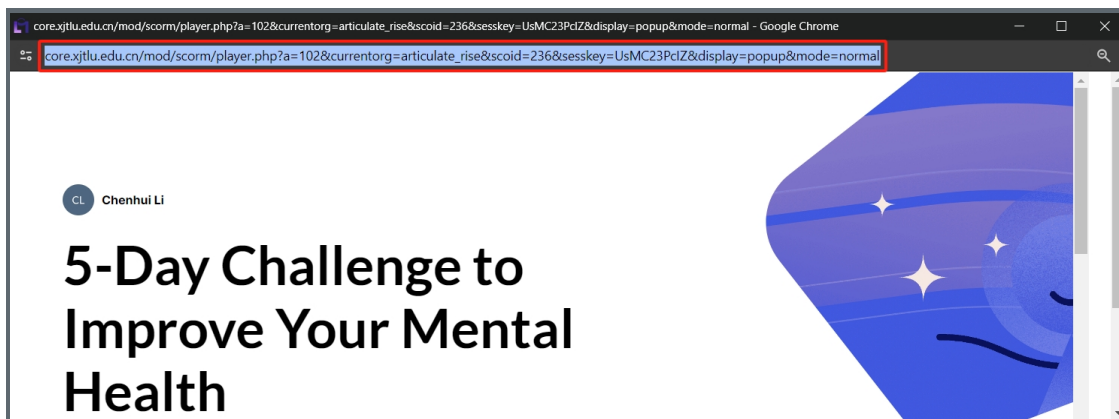 core.xjtlu.edu.cn/mod/scorm/player.php?a=102&currentorg=articulate_rise&scoid=236&sesskey=UsMC23PclZ&display=popup&mode=normal - Google Chrome
core.xjtlu.edu.cn/mod/scorm/player.php?a=102&currentorg=articulate_rise&scoid=236&sesskey=UsMC23PclZ&display=popup&mode=normal
CL Chenhui Li
5-Day Challenge to
Improve Your Mental
Health